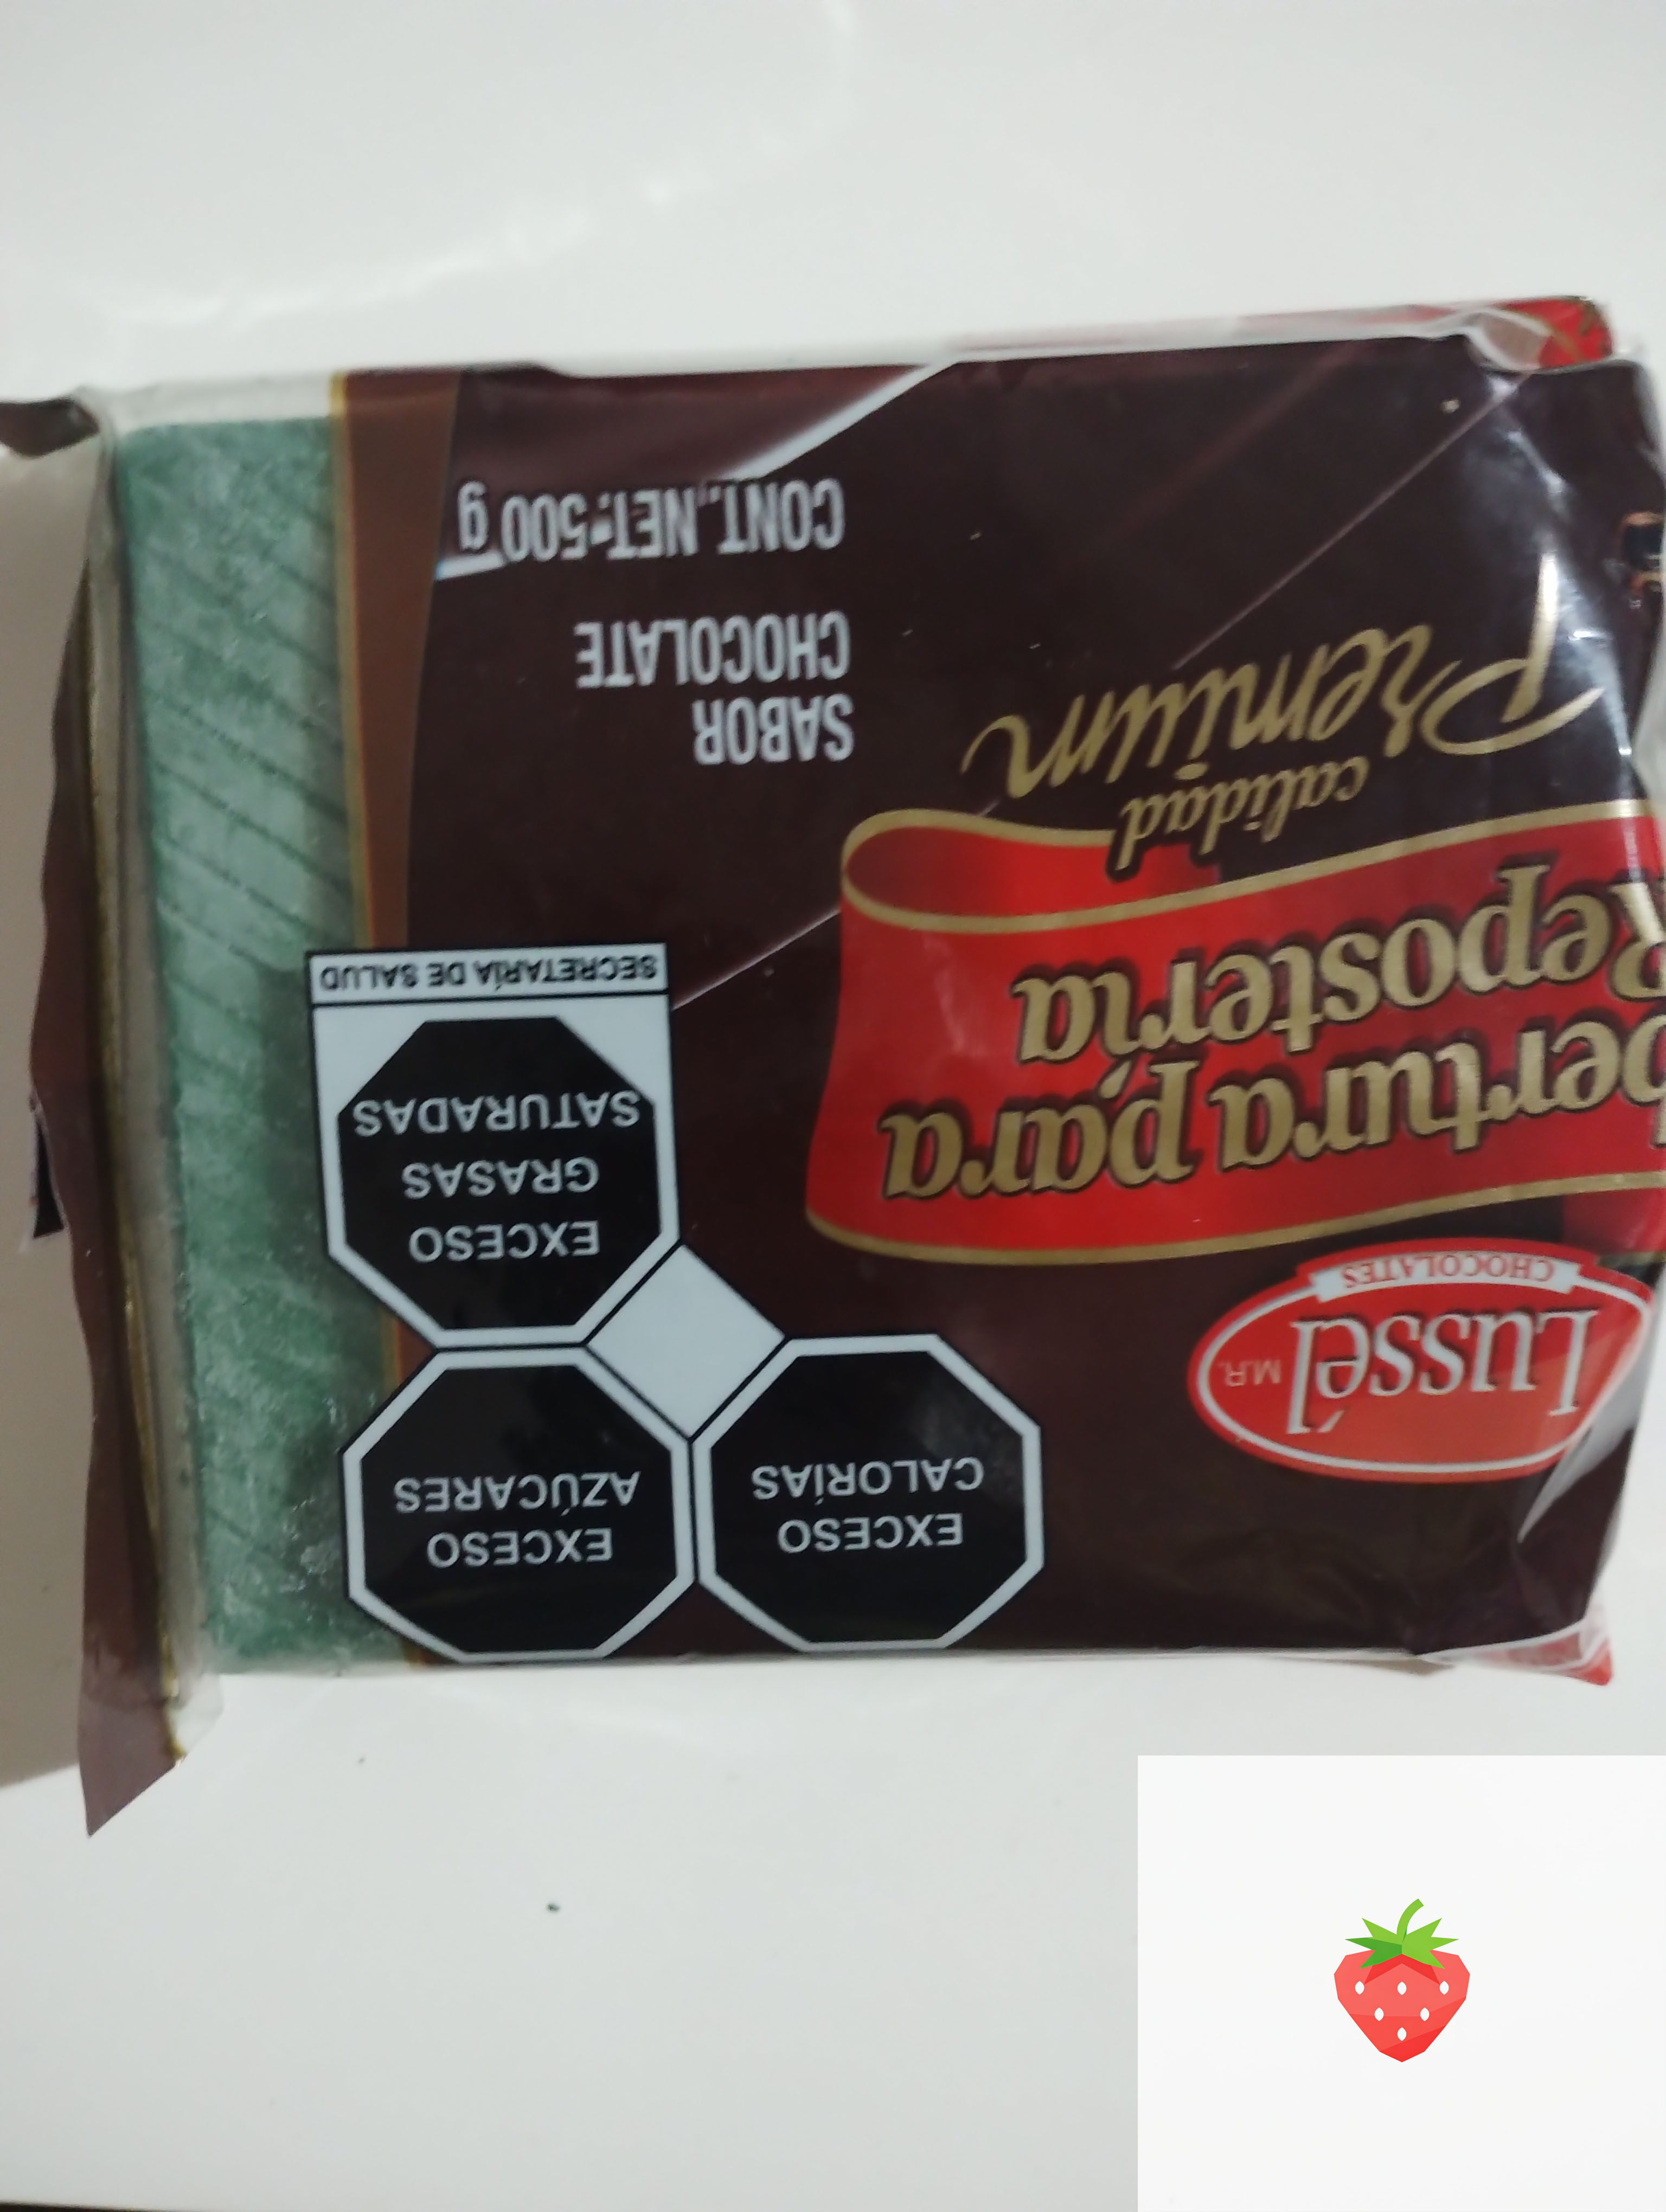 Lussel
M.R.
CHOCOLATES
bertura para
Repostería
calidad
Premium
EXCESO
CALORÍAS
EXCESO
AZÚCARES
EXCESO
GRASAS
SATURADAS
SECRETARÍA DE SALUD
SABOR
CHOCOLATE
CONT. NET. 500 g